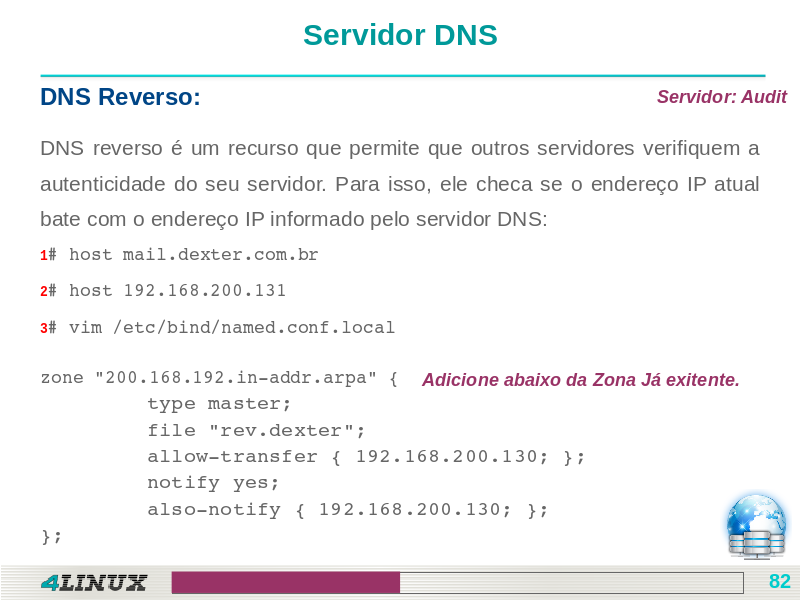 Servidor DNS
DNS Reverso:
Servidor: Audit
DNS reverso é um recurso que permite que outros servidores verifiquem a
autenticidade do seu servidor. Para isso, ele checa se o endereço IP atual
bate com o endereço IP informado pelo servidor DNS:
1# host mail.dexter.com.br
2# host 192.168.200.131
3# vim /etc/bind/named.conf.local
zone "200.168.192.in-addr.arpa" {
Adicione abaixo da Zona Já exitente.
type master;
file "rev.dexter";
allow-transfer { 192.168.200.130; };
notify yes;
also-notify { 192.168.200.130; };
};
4LINUX
82